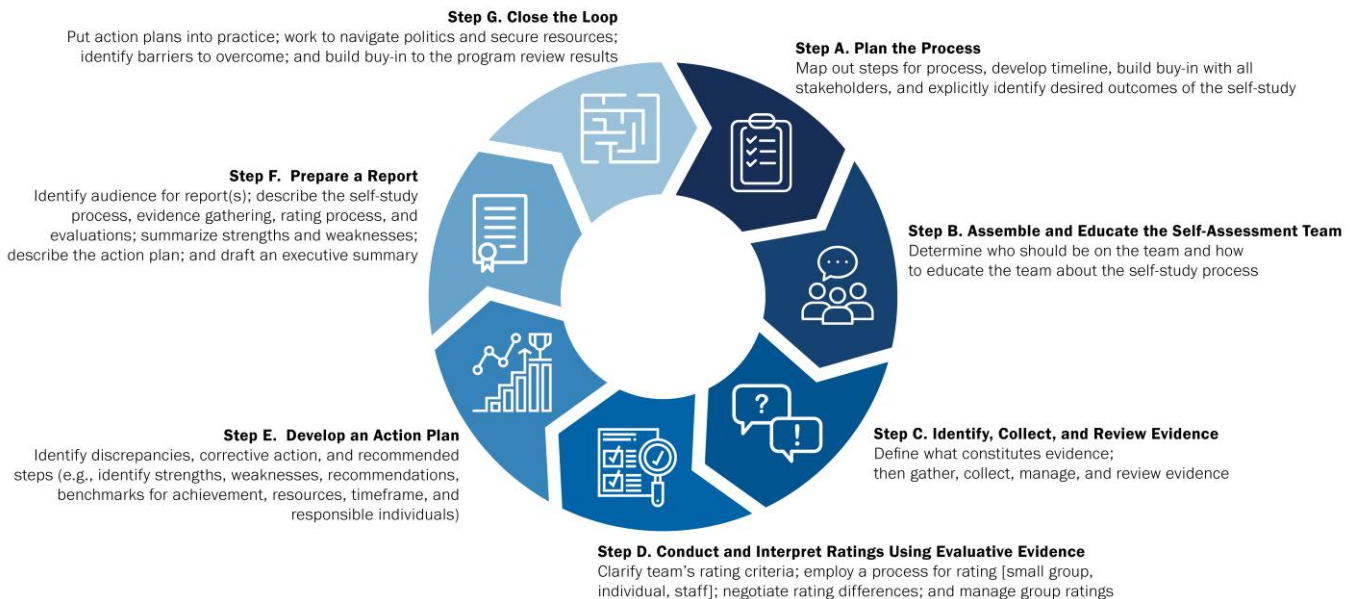 Step G. Close the Loop
Put action plans into practice; work to navigate politics and secure resources;
identify barriers to overcome; and build buy-in to the program review results
Step A. Plan the Process
Map out steps for process, develop timeline, build buy-in with all
stakeholders, and explicitly identify desired outcomes of the self-study
Step F. Prepare a Report
Identify audience for report(s); describe the self-study
process, evidence gathering, rating process, and
evaluations; summarize strengths and weaknesses;
describe the action plan; and draft an executive summary
Step B. Assemble and Educate the Self-Assessment Team
Determine who should be on the team and how
to educate the team about the self-study process
?
!
Step E. Develop an Action Plan
Identify discrepancies, corrective action, and recommended
steps (e.g., identify strengths, weaknesses, recommendations,
benchmarks for achievement, resources, timeframe, and
responsible individuals)
Step C. Identify, Collect, and Review Evidence
Define what constitutes evidence;
then gather, collect, manage, and review evidence
Step D. Conduct and Interpret Ratings Using Evaluative Evidence
Clarify team’s rating criteria; employ a process for rating [small group,
individual, staff]; negotiate rating differences; and manage group ratings